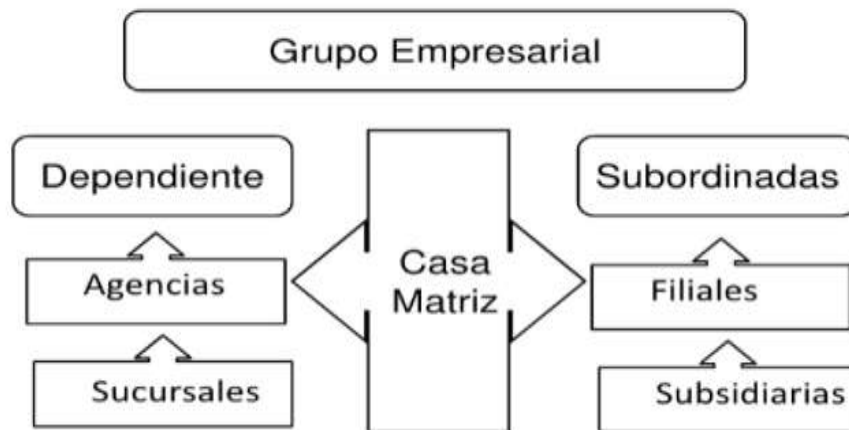 Grupo Empresarial
Dependiente
Subordinadas
Casa
Matriz
Agencias
Filiales
Sucursales
Subsidiarias